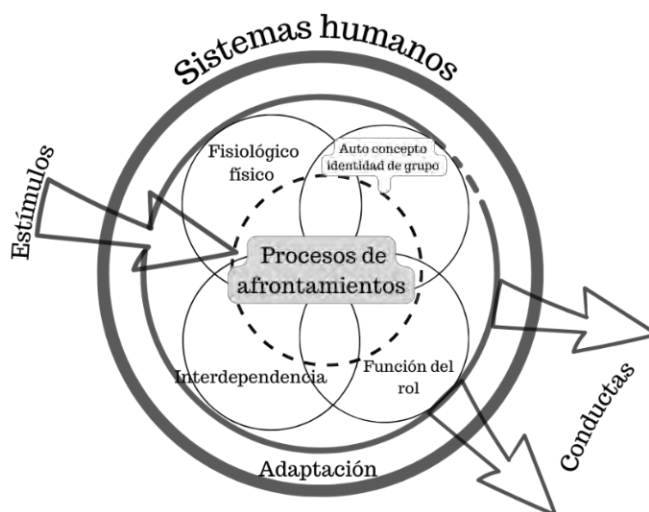 Sistemas humanos
Estímulos
Fisiológico
físico
Auto concepto
identidad de grupo
Procesos de
afrontamientos
Interdependencia
Función del
rol
Adaptación
Conductas